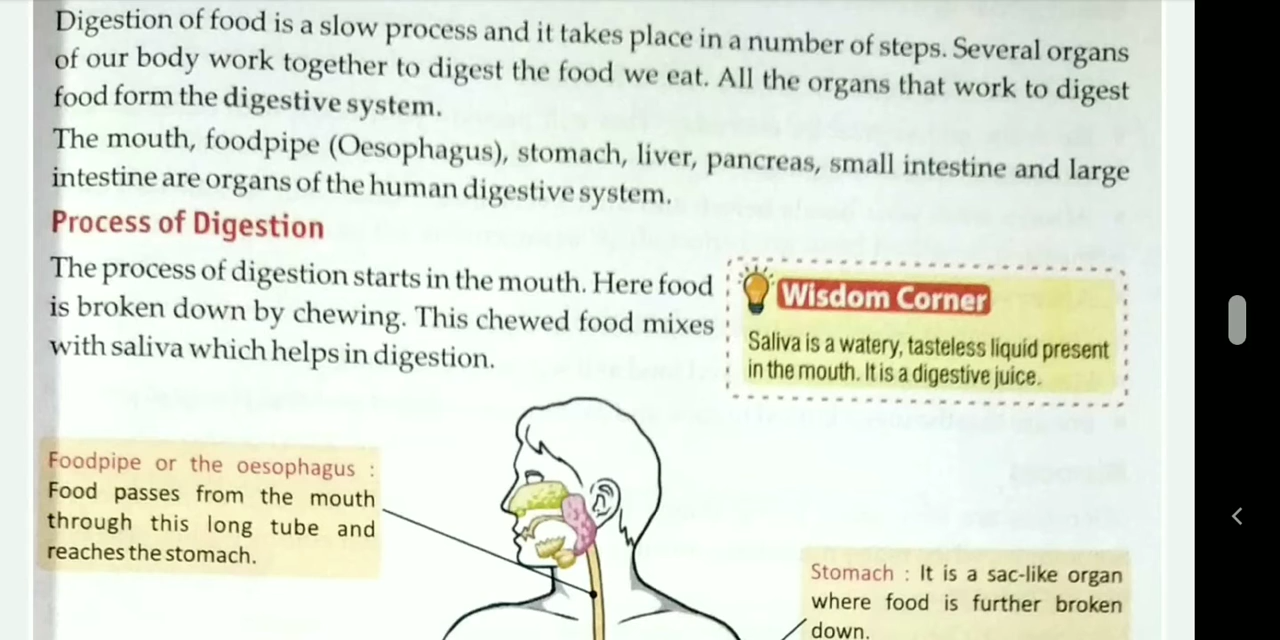 Digestion of food is a slow process and it takes place in a number of steps. Several organs
of our body work together to digest the food we eat. All the organs that work to digest
food form the digestive system.
The mouth, foodpipe (Oesophagus), stomach, liver, pancreas, small intestine and large
intestine are organs of the human digestive system.
Process of Digestion
The process of digestion starts in the mouth. Here food
is broken down by chewing. This chewed food mixes
with saliva which helps in digestion.
Wisdom Corner
Saliva is a watery, tasteless liquid present
in the mouth. It is a digestive juice.
Foodpipe or the oesophagus :
Food passes from the mouth
through this long tube and
reaches the stomach.
Stomach : It is a sac-like organ
where food is further broken
down.